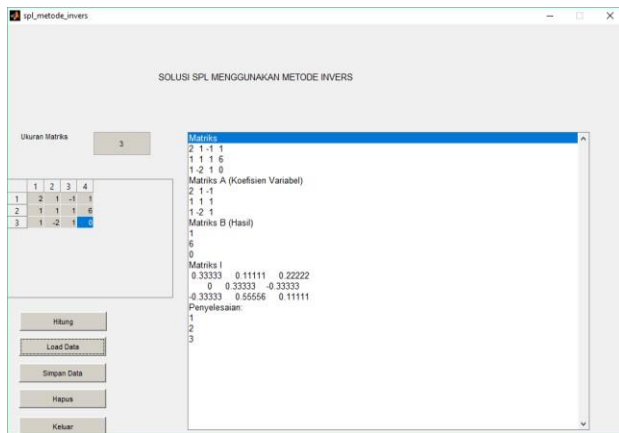 spl_metode_invers
SOLUSI SPL MENGGUNAKAN METODE INVERS
Ukuran Matriks
3
1 2 3 4
1 2 1 -1 1
2 1 1 1 6
3 1 -2 1 0
Hitung
Load Data
Simpan Data
Hapus
Keluar
Matriks
2 1 -1 1
1 1 1 6
1 -2 1 0
Matriks A (Koefisien Variabel)
2 1 -1
1 1 1
1 -2 1
Matriks B (Hasil)
1
6
0
Matriks I
0.33333 0.11111 0.22222
0 0.33333 -0.33333
-0.33333 0.55556 0.11111
Penyelesaian:
1
2
3